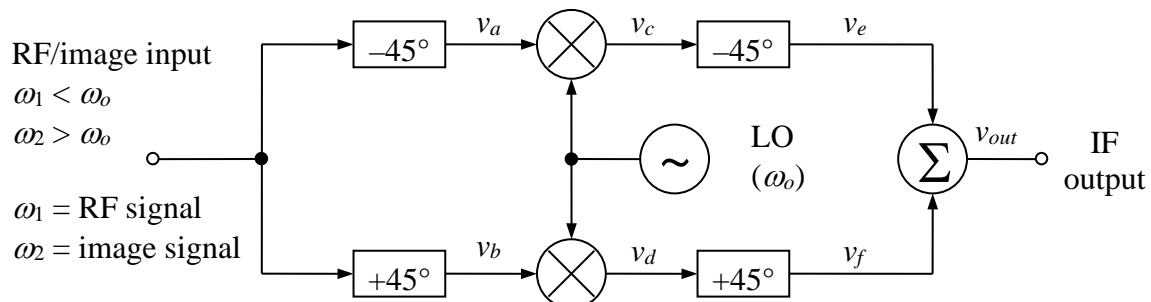 RF/image input
ω1 < ωo
ω2 > ωo
ω1 = RF signal
ω2 = image signal
–45°
va
vc
–45°
ve
LO
(ωo)
~
Σ
vout
IF
output
+45°
vb
vd
+45°
vf